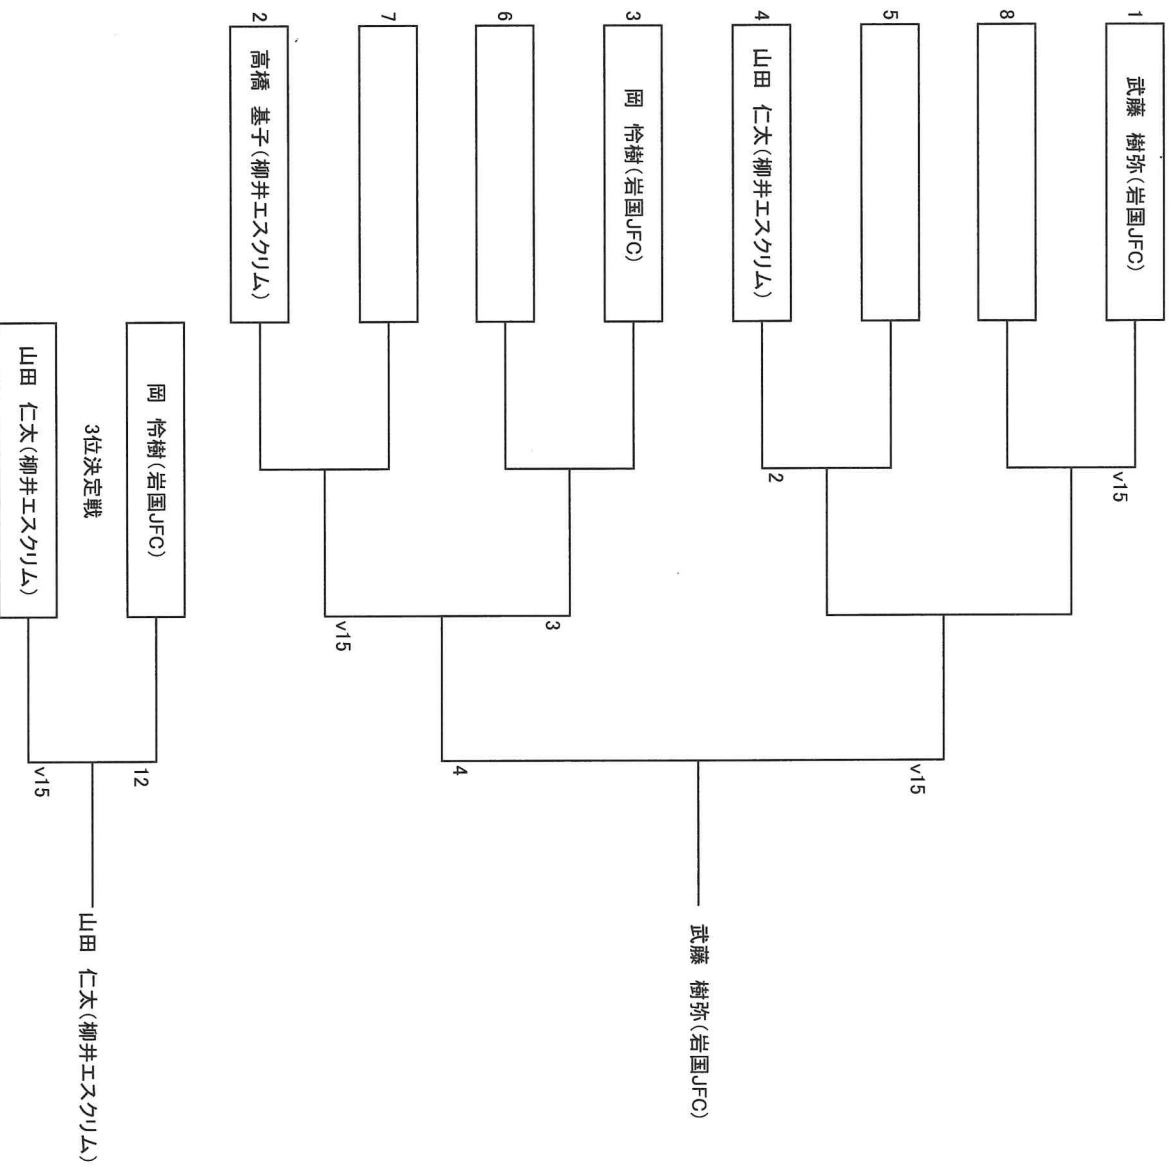 1
武藤　樹弥(岩国JFC)
v15
8
5
4
山田　仁太(柳井エスクリム)
2
3
岡　怜樹(岩国JFC)
6
7
2
高橋　基子(柳井エスクリム)
3
v15
v15
4
武藤　樹弥(岩国JFC)
岡　怜樹(岩国JFC)
3位決定戦
山田　仁太(柳井エスクリム)
12
v15
山田　仁太(柳井エスクリム)